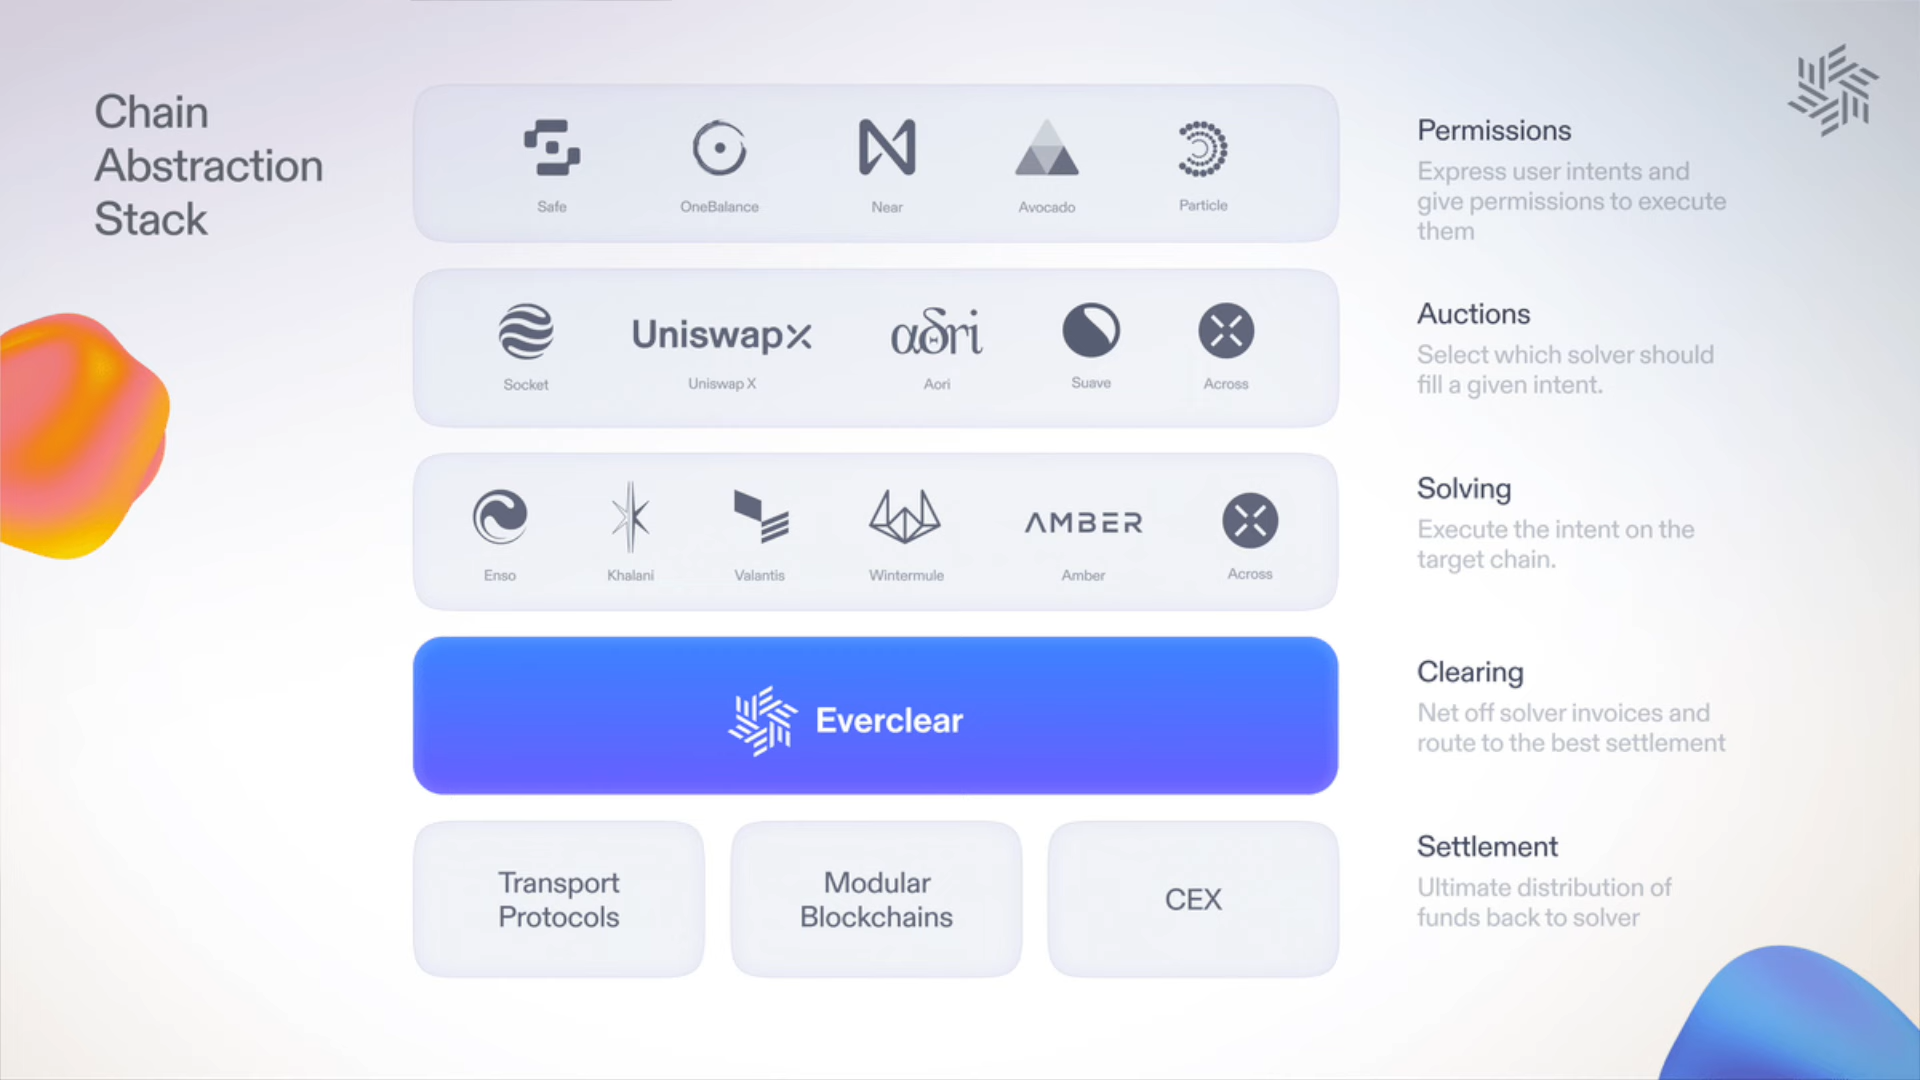 Chain
Abstraction
Stack
Safe
OneBalance
Near
Avocado
Particle
Permissions
Express user intents and
give permissions to execute
them
UniswapX
αδri
Socket
Uniswap X
Aori
Suave
Across
Auctions
Select which solver should
fill a given intent.
AMBER
Enso
Khalani
Valantis
Wintermule
Amber
Across
Solving
Execute the intent on the
target chain.
Everclear
Clearing
Net off solver invoices and
route to the best settlement
Transport
Protocols
Modular
Blockchains
CEX
Settlement
Ultimate distribution of
funds back to solver